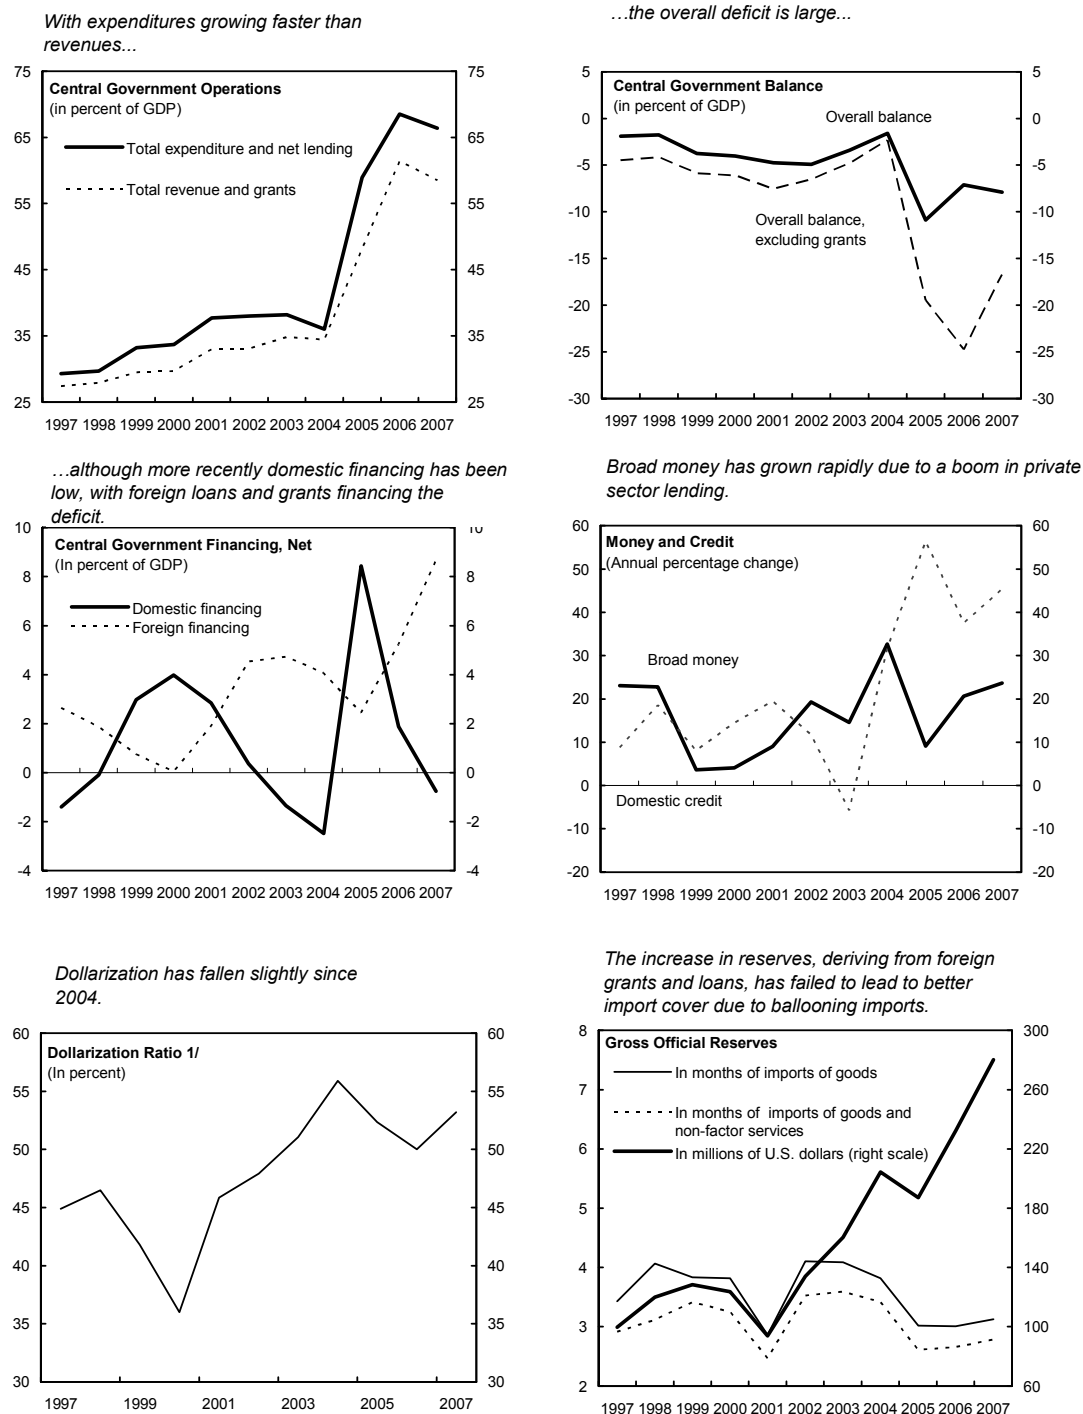 With expenditures growing faster than
revenues...
75 75
Central Government Operations
(in percent of GDP)
65 65
Total expenditure and net lending
Total revenue and grants
55 55
45 45
35 35
25 25
1997 1998 1999 2000 2001 2002 2003 2004 2005 2006 2007
…the overall deficit is large...
5 5
Central Government Balance
(in percent of GDP)
0 0
Overall balance
-5 -5
-10 -10
Overall balance,
excluding grants
-15 -15
-20 -20
-25 -25
-30 -30
1997 1998 1999 2000 2001 2002 2003 2004 2005 2006 2007
…although more recently domestic financing has been
low, with foreign loans and grants financing the
deficit.
10 10
Central Government Financing, Net
(In percent of GDP)
8 8
Domestic financing
Foreign financing
6 6
4 4
2 2
0 0
-2 -2
-4 -4
1997 1998 1999 2000 2001 2002 2003 2004 2005 2006 2007
Broad money has grown rapidly due to a boom in private
sector lending.
60 60
Money and Credit
(Annual percentage change)
50 50
40 40
30 30
Broad money
20 20
10 10
0 0
Domestic credit
-10 -10
-20 -20
1997 1998 1999 2000 2001 2002 2003 2004 2005 2006 2007
Dollarization has fallen slightly since
2004.
60 60
Dollarization Ratio 1/
(In percent)
55 55
50 50
45 45
40 40
35 35
30 30
1997 1999 2001 2003 2005 2007
The increase in reserves, deriving from foreign
grants and loans, has failed to lead to better
import cover due to ballooning imports.
8 300
Gross Official Reserves
In months of imports of goods
7 260
In months of imports of goods and
non-factor services
6 220
In millions of U.S. dollars (right scale)
5 180
4 140
3 100
2 60
1997 1998 1999 2000 2001 2002 2003 2004 2005 2006 2007